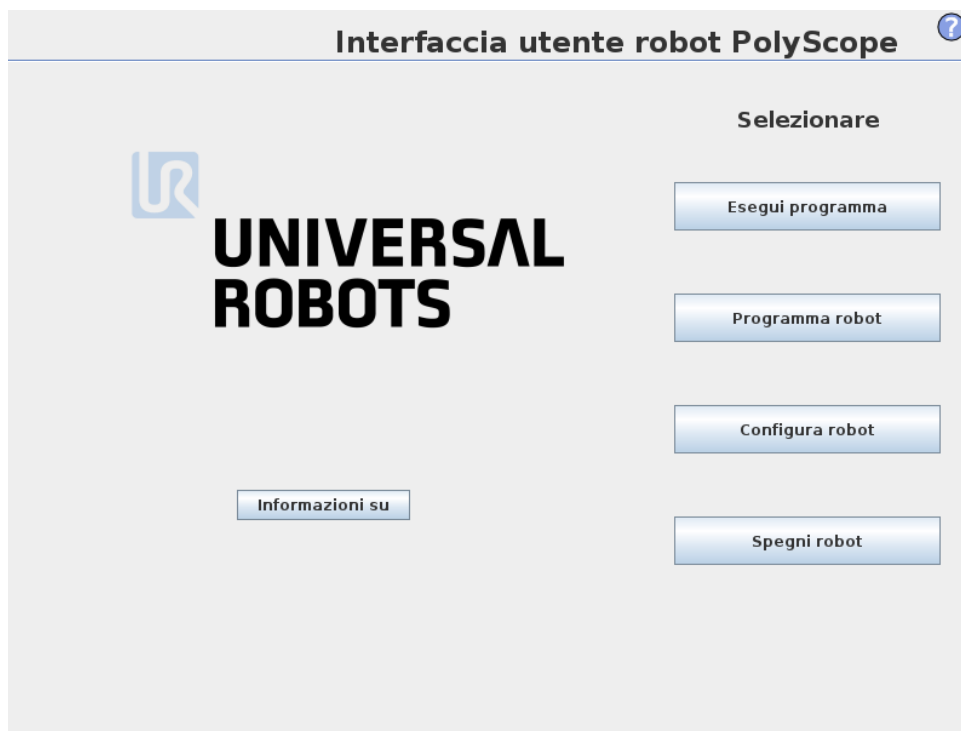 Interfaccia utente robot PolyScope
?
Selezionare
UR
UNIVERSAL
ROBOTS
Esegui programma
Programma robot
Configura robot
Informazioni su
Spegni robot